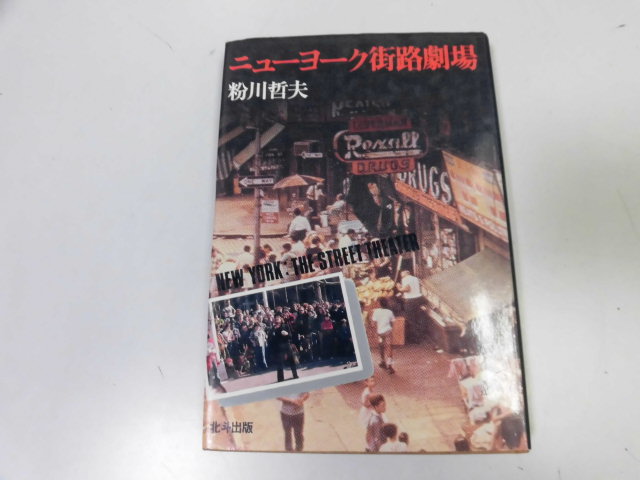 ニューヨーク街路劇場
粉川哲夫
Rexall
DRUGS
DRUGS
NEW YORK: THE STREET THEATER
北斗出版